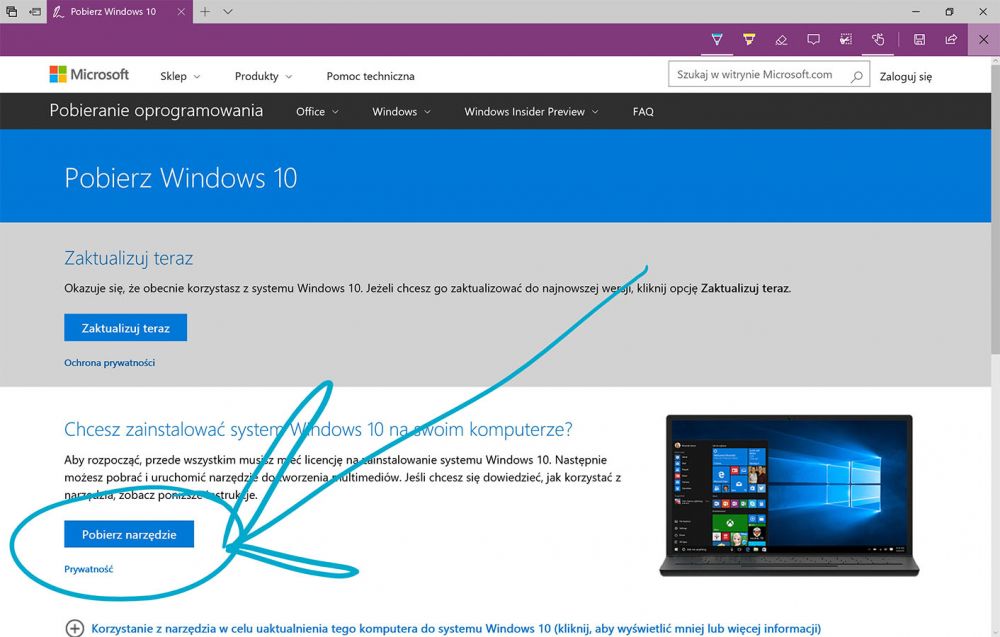 Pobierz Windows 10
Microsoft
Sklep
Produkty
Pomoc techniczna
Szukaj w witrynie Microsoft.com
Zaloguj się
Pobieranie oprogramowania
Office
Windows
Windows Insider Preview
FAQ
Pobierz Windows 10
Zaktualizuj teraz
Okazuje się, że obecnie korzystasz z systemu Windows 10. Jeżeli chcesz go zaktualizować do najnowszej wersji, kliknij opcję Zaktualizuj teraz.
Zaktualizuj teraz
Ochrona prywatności
Chcesz zainstalować system Windows 10 na swoim komputerze?
Aby rozpocząć, przede wszystkim musisz mieć licencję na zainstalowanie systemu Windows 10. Następnie
możesz pobrać i uruchomić narzędzie do tworzenia multimediów. Jeśli chcesz się dowiedzieć, jak korzystać z
narzędzia, zobacz poniższe instrukcje.
Pobierz narzędzie
Prywatność
Korzystanie z narzędzia w celu uaktualnienia tego komputera do systemu Windows 10 (kliknij, aby wyświetlić mniej lub więcej informacji)